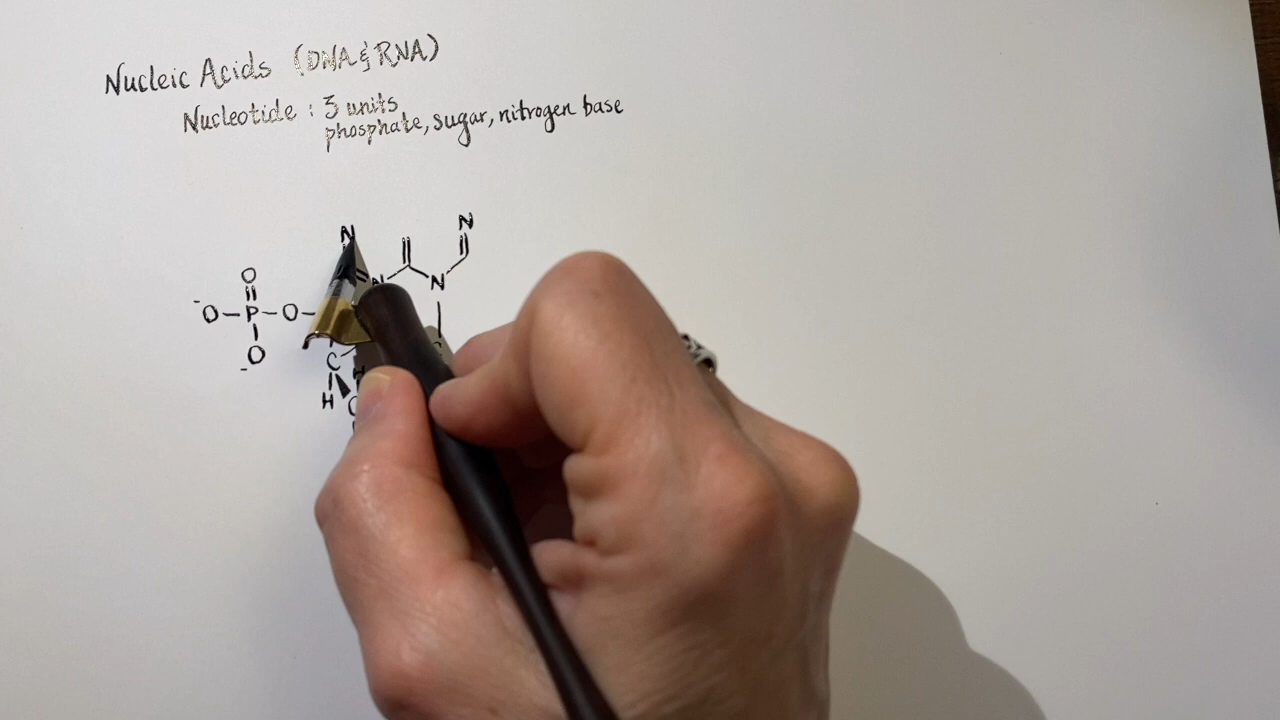 Nucleic Acids (DNA & RNA)
Nucleotide : 3 units
phosphate, sugar, nitrogen base
N
N
N
N
O
-O-P-O-
O-
C
H
H